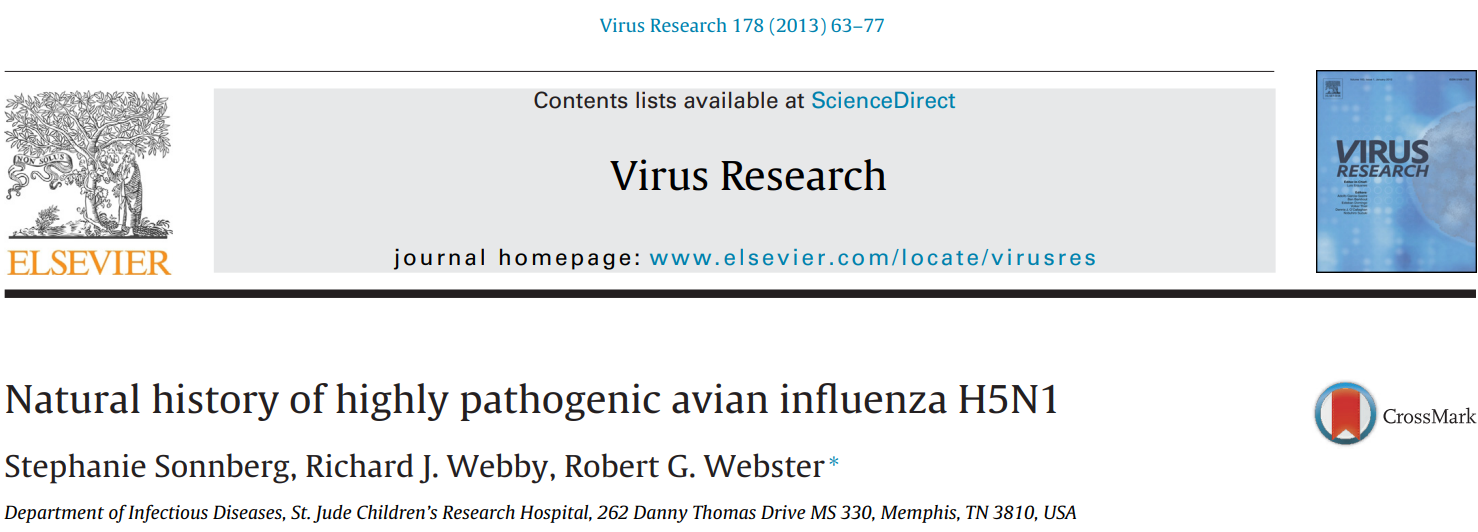 Virus Research 178 (2013) 63–77
Contents lists available at ScienceDirect
Virus Research
journal homepage: www.elsevier.com/locate/virusres
NON SOLUS
ELSEVIER
VIRUS
RESEARCH
Natural history of highly pathogenic avian influenza H5N1
CrossMark
Stephanie Sonnberg, Richard J. Webby, Robert G. Webster*
Department of Infectious Diseases, St. Jude Children's Research Hospital, 262 Danny Thomas Drive MS 330, Memphis, TN 3810, USA